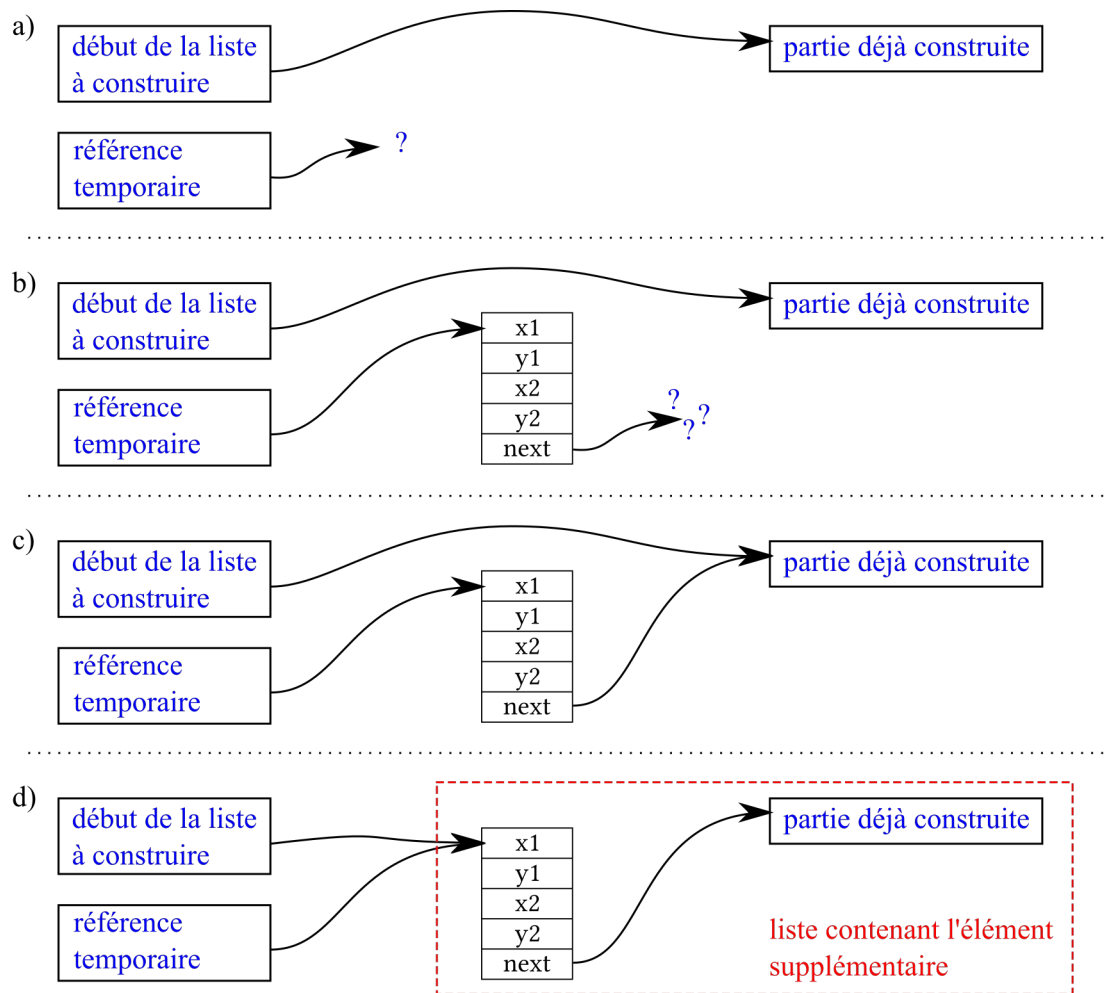 a)
début de la liste
à construire
partie déjà construite
référence
temporaire
?
b)
début de la liste
à construire
partie déjà construite
référence
temporaire
x1
y1
x2
y2
next
?
?
?
c)
début de la liste
à construire
partie déjà construite
référence
temporaire
x1
y1
x2
y2
next
d)
début de la liste
à construire
partie déjà construite
référence
temporaire
x1
y1
x2
y2
next
liste contenant l'élément
supplémentaire